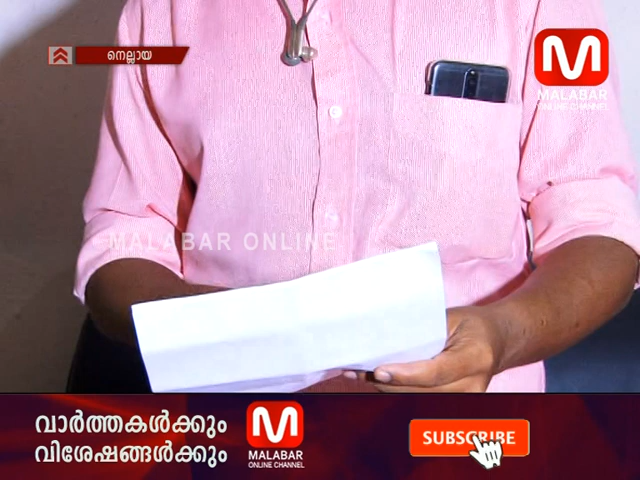 നെല്ലായ
M
MALABAR
ONLINE CHANNEL
MALABAR ONLINE
വാർത്തകൾക്കും
വിശേഷങ്ങൾക്കും
M
MALABAR
ONLINE CHANNEL
SUBSCRIBE